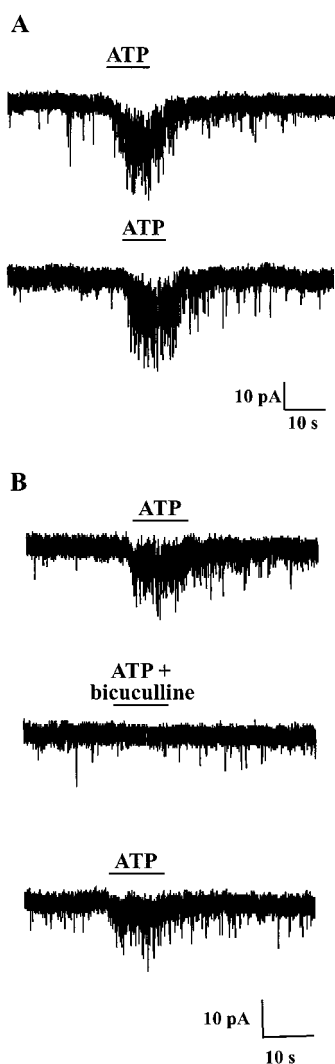 A
ATP
ATP
10 pA
10 s
B
ATP
ATP +
bicuculline
ATP
10 pA
10 s